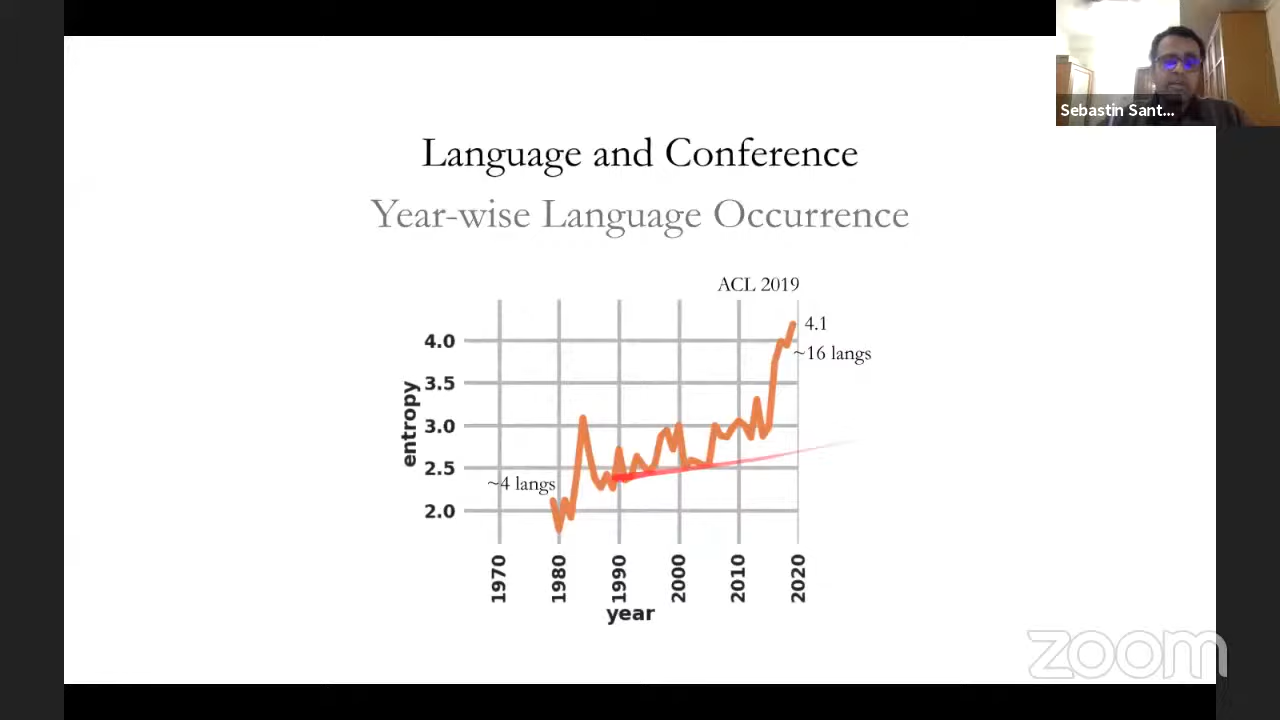 Sebastin Sant...
Language and Conference
Year-wise Language Occurrence
ACL 2019
4.1
~16 langs
~4 langs
entropy
4.0
3.5
3.0
2.5
2.0
1970
1980
1990
2000
2010
2020
year
zoom